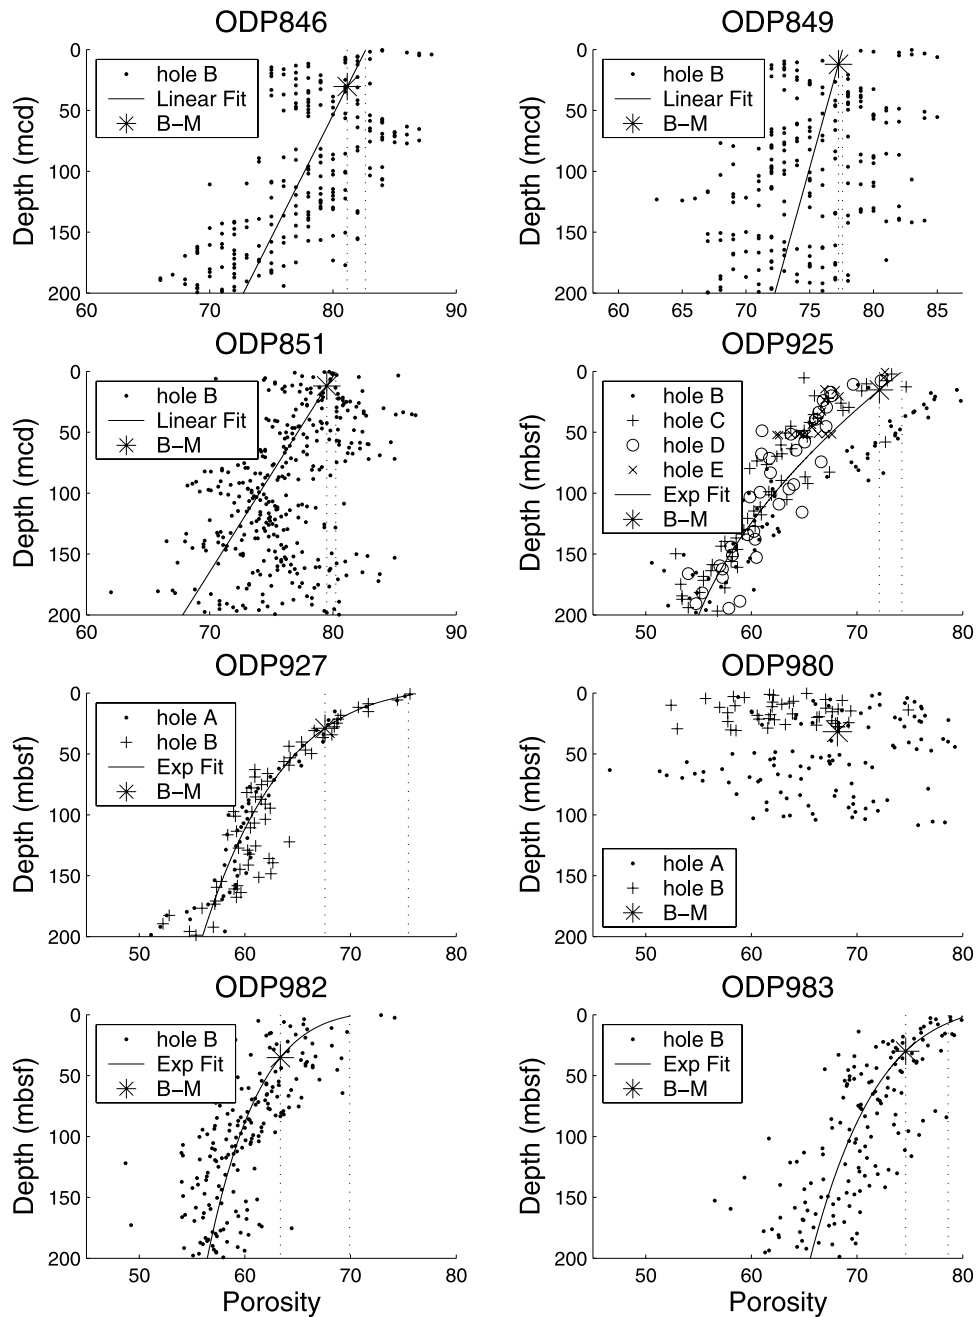 ODP846
0
50
100
150
200
60
70
80
90
Depth (mcd)
hole B
Linear Fit
B−M
ODP849
0
50
100
150
200
60
65
70
75
80
85
Depth (mcd)
hole B
Linear Fit
B−M
ODP851
0
50
100
150
200
60
70
80
90
Depth (mcd)
hole B
Linear Fit
B−M
ODP925
0
50
100
150
200
50
60
70
80
Depth (mbsf)
hole B
hole C
hole D
hole E
Exp Fit
B−M
ODP927
0
50
100
150
200
50
60
70
80
Depth (mbsf)
hole A
hole B
Exp Fit
B−M
ODP980
0
50
100
150
200
50
60
70
80
Depth (mbsf)
hole A
hole B
B−M
ODP982
0
50
100
150
200
50
60
70
80
Depth (mbsf)
Porosity
hole B
Exp Fit
B−M
ODP983
0
50
100
150
200
50
60
70
80
Depth (mbsf)
Porosity
hole B
Exp Fit
B−M